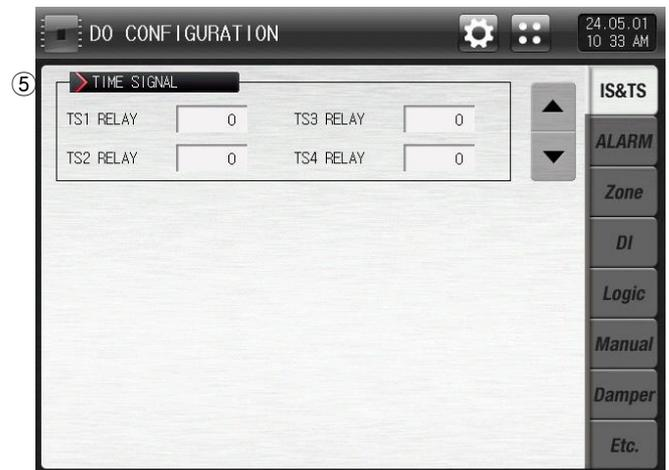 DO CONFIGURATION
24.05.01
10 33 AM
⑤
TIME SIGNAL
TS1 RELAY 0 TS3 RELAY 0
TS2 RELAY 0 TS4 RELAY 0
IS&TS
ALARM
Zone
DI
Logic
Manual
Damper
Etc.